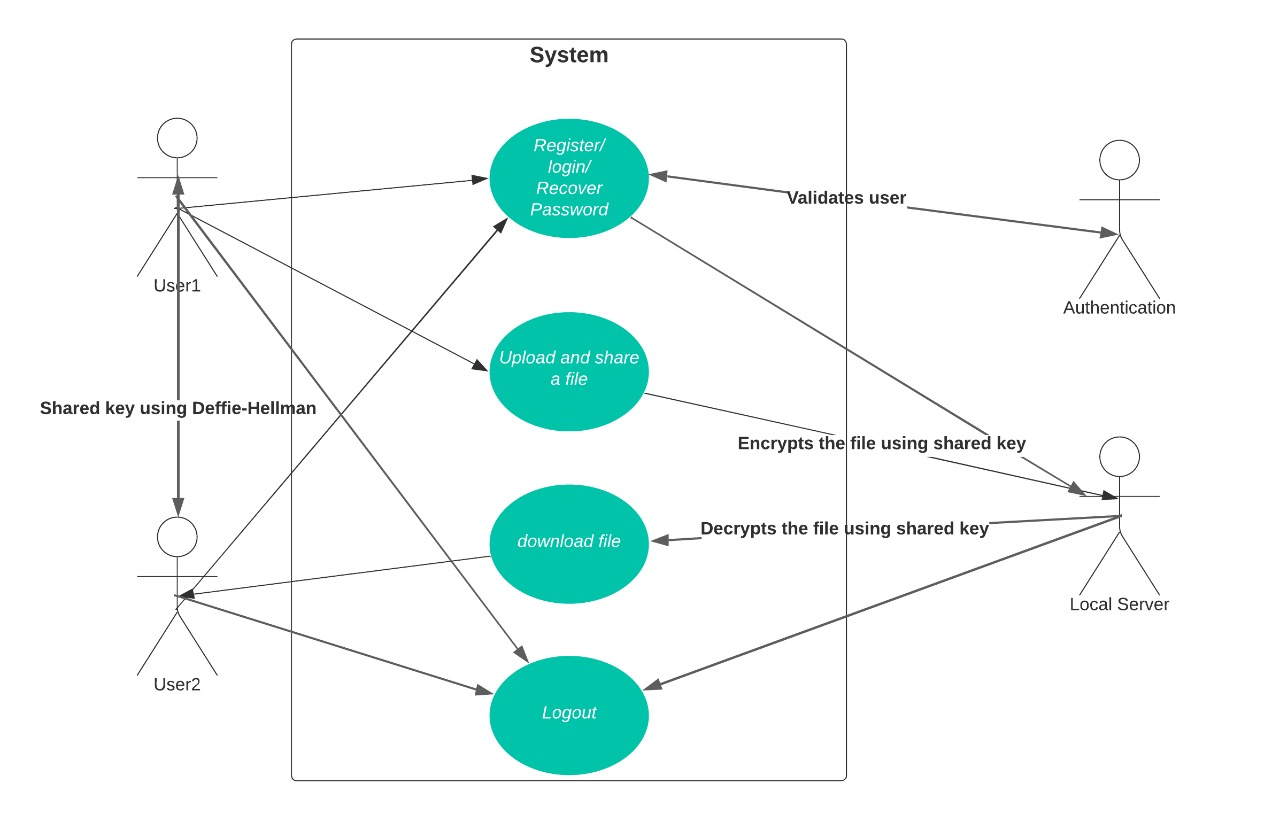 System
Register/
login/
Recover
Password
Validates user
User1
Authentication
Upload and share
a file
Shared key using Deffie-Hellman
Encrypts the file using shared key
Decrypts the file using shared key
download file
Local Server
User2
Logout